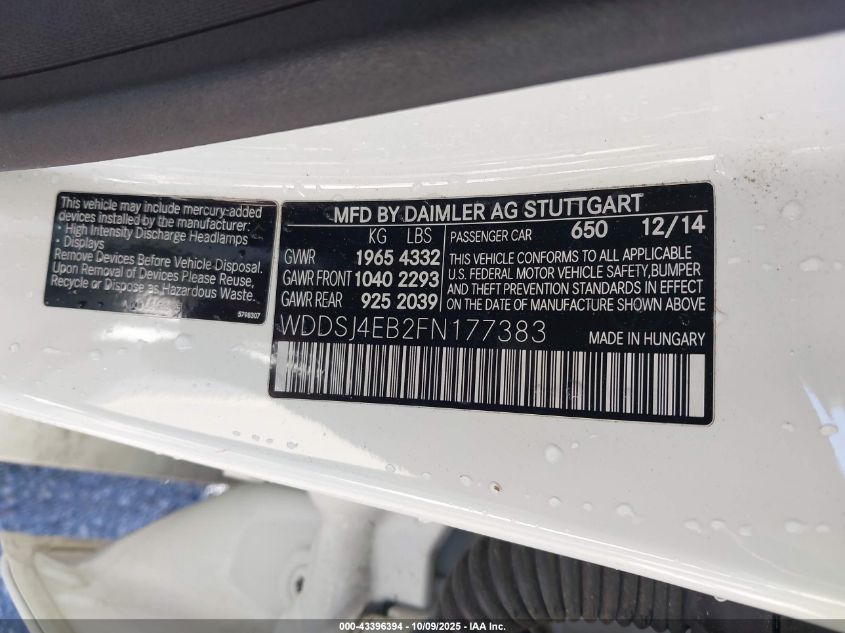 This vehicle may include mercury-added
devices installed by the manufacturer:
- High Intensity Discharge Headlamps
- Displays
Remove Devices Before Vehicle Disposal.
Upon Removal of Devices Please Reuse,
Recycle or Dispose as Hazardous Waste.
5798307
MFD BY DAIMLER AG STUTTGART
KG LBS
GVWR 1965 4332
GAWR FRONT 1040 2293
GAWR REAR 925 2039
PASSENGER CAR 650 12/14
THIS VEHICLE CONFORMS TO ALL APPLICABLE
U.S. FEDERAL MOTOR VEHICLE SAFETY,BUMPER
AND THEFT PREVENTION STANDARDS IN EFFECT
ON THE DATE OF MANUFACTURE SHOWN ABOVE
WDDSJ4EB2FN177383
MADE IN HUNGARY
000-43396394 - 10/09/2025 - IAA Inc.